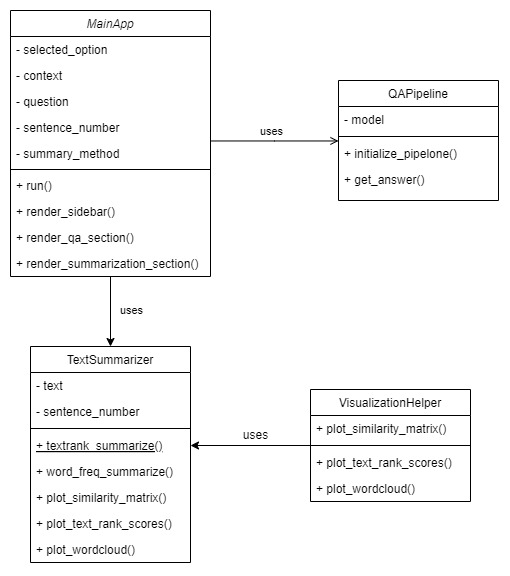 MainApp
- selected_option
- context
- question
- sentence_number
- summary_method
+ run()
+ render_sidebar()
+ render_qa_section()
+ render_summarization_section()
uses
QAPipeline
- model
+ initialize_pipelone()
+ get_answer()
uses
TextSummarizer
- text
- sentence_number
+ textrank_summarize()
+ word_freq_summarize()
+ plot_similarity_matrix()
+ plot_text_rank_scores()
+ plot_wordcloud()
uses
VisualizationHelper
+ plot_similarity_matrix()
+ plot_text_rank_scores()
+ plot_wordcloud()